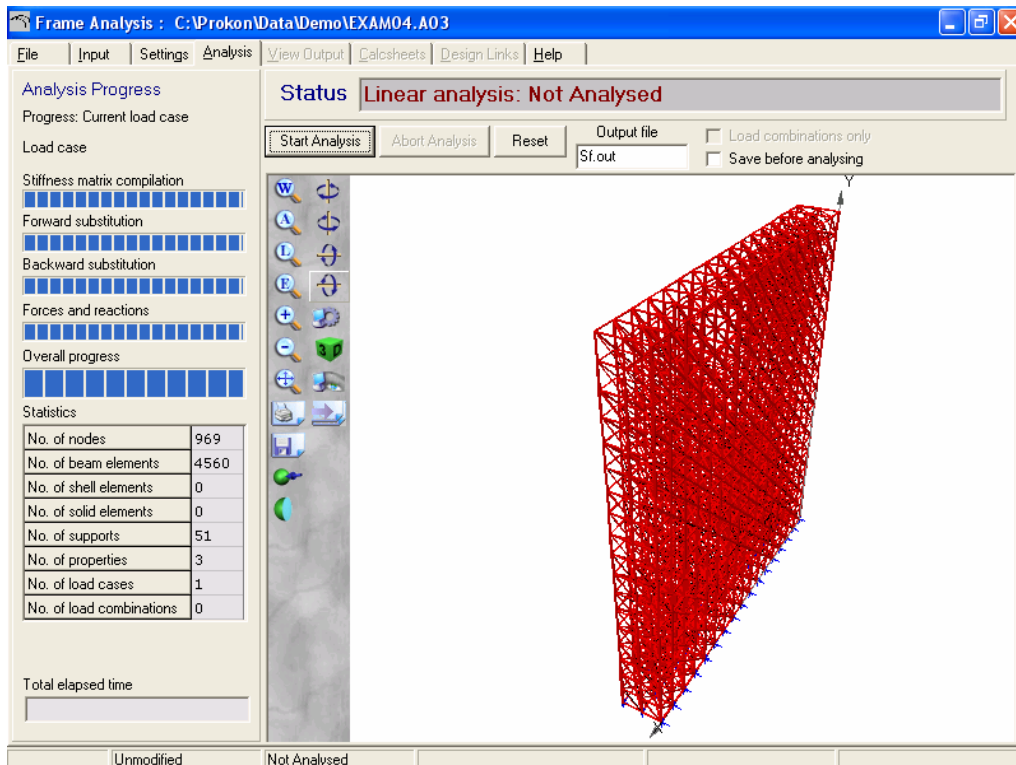 Frame Analysis : C:\Prokon\Data\Demo\EXAM04.A03
File Input Settings Analysis View Output Calcsheets Design Links Help
Analysis Progress
Progress: Current load case
Load case
Stiffness matrix compilation
Forward substitution
Backward substitution
Forces and reactions
Overall progress
Statistics
No. of nodes 969
No. of beam elements 4560
No. of shell elements 0
No. of solid elements 0
No. of supports 51
No. of properties 3
No. of load cases 1
No. of load combinations 0
Total elapsed time
Status Linear analysis: Not Analysed
Start Analysis Abort Analysis Reset
Output file
Sf.out
Load combinations only
Save before analysing
W
A
L
E
3D
Y
X
Unmodified Not Analysed